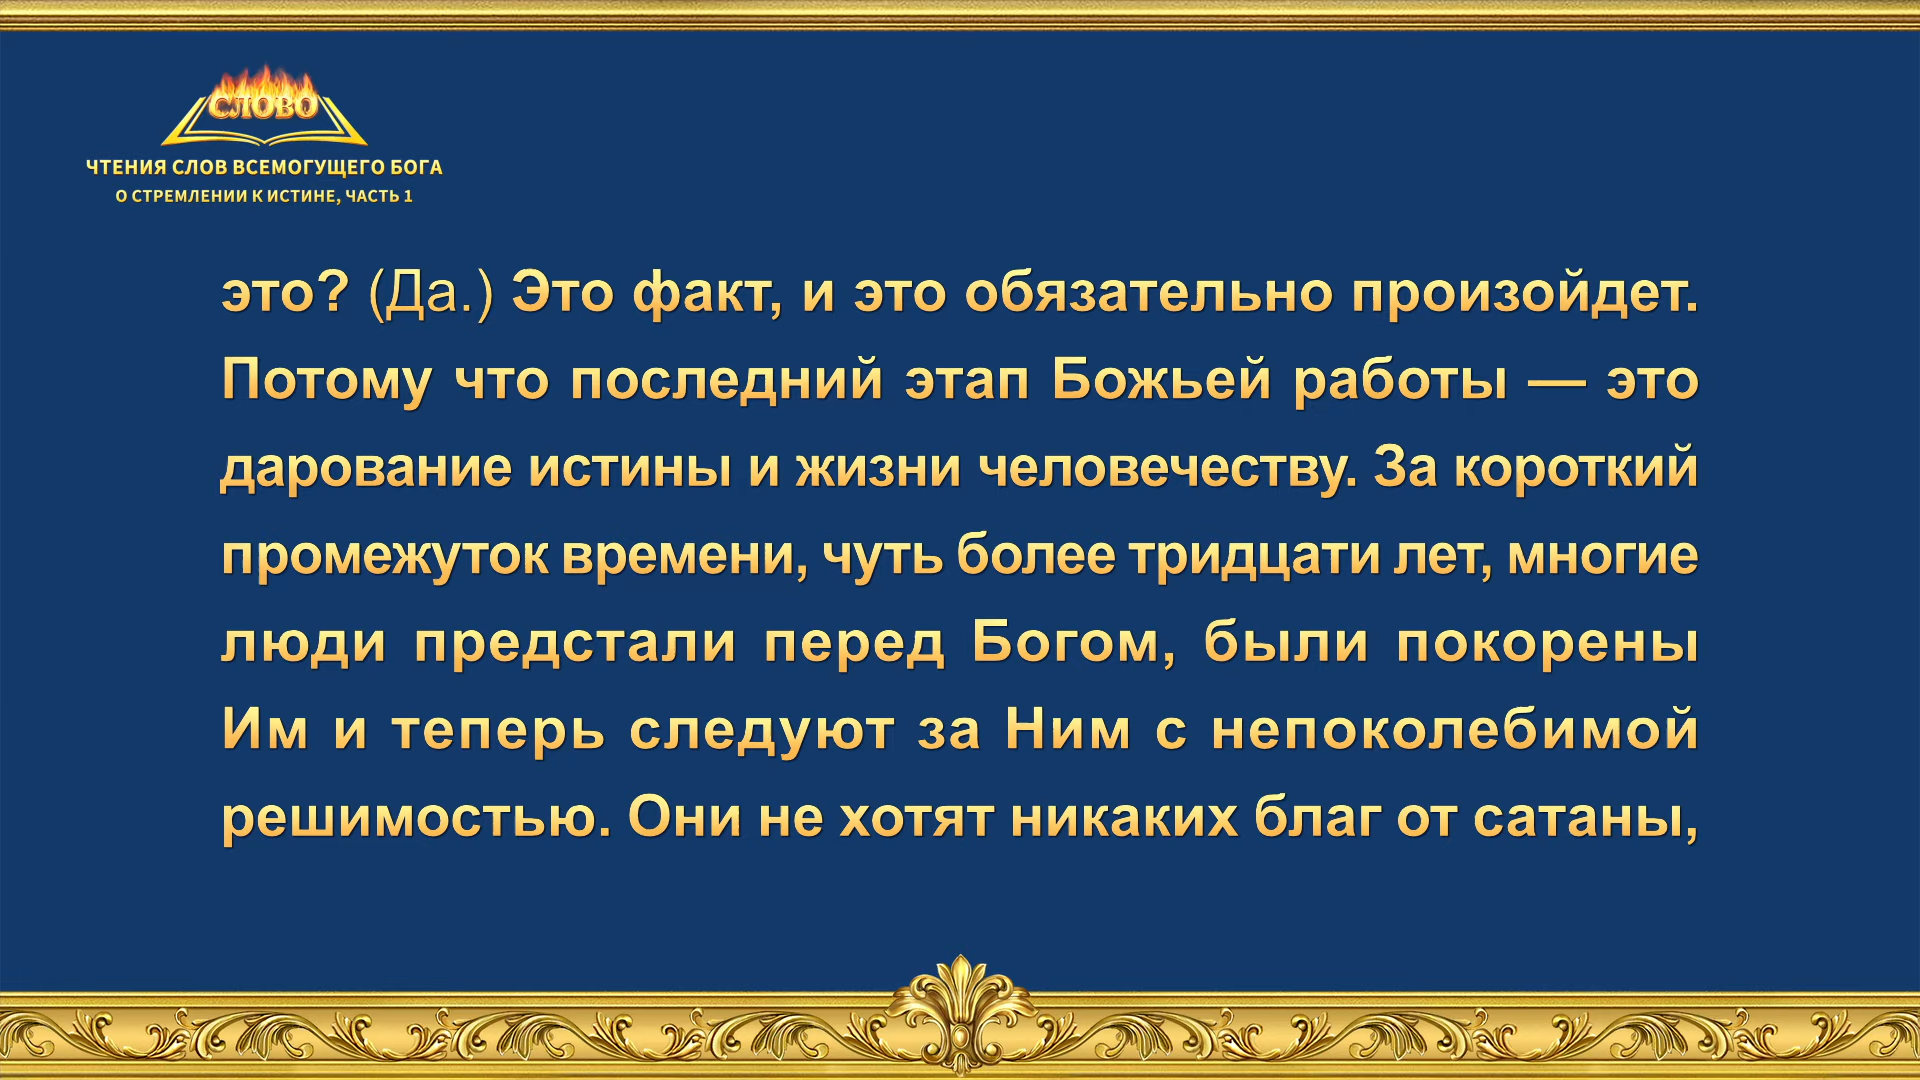 СЛОВО
ЧТЕНИЯ СЛОВ ВСЕМОГУЩЕГО БОГА
О СТРЕМЛЕНИИ К ИСТИНЕ, ЧАСТЬ 1
это? (Да.) Это факт, и это обязательно произойдет.
Потому что последний этап Божьей работы — это
дарование истины и жизни человечеству. За короткий
промежуток времени, чуть более тридцати лет, многие
люди предстали перед Богом, были покорены
Им и теперь следуют за Ним с непоколебимой
решимостью. Они не хотят никаких благ от сатаны,